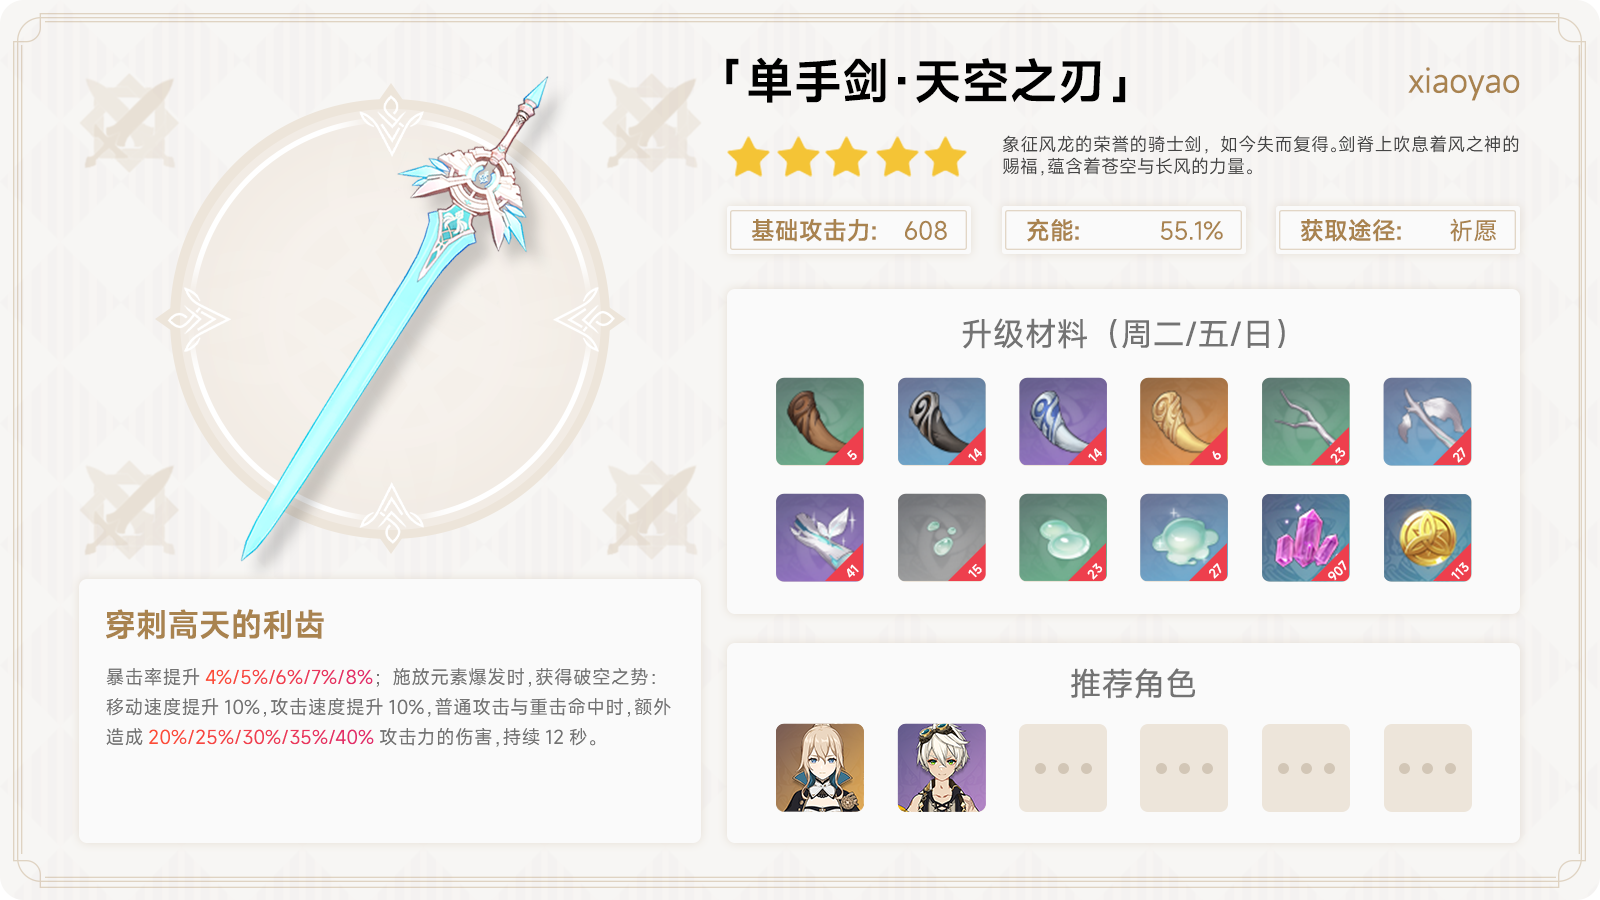 「单手剑·天空之刃」
xiaoyao
象征风龙的荣誉的骑士剑，如今失而复得。剑脊上吹息着风之神的
赐福,蕴含着苍空与长风的力量。
基础攻击力: 608
充能: 55.1%
获取途径: 祈愿
升级材料（周二/五/日）
5 14 14 6 23 27
41 15 23 27 907 113
穿刺高天的利齿
暴击率提升 4%/5%/6%/7%/8%；施放元素爆发时,获得破空之势：
移动速度提升 10%,攻击速度提升 10%,普通攻击与重击命中时,额外
造成 20%/25%/30%/35%/40% 攻击力的伤害,持续 12 秒。
推荐角色